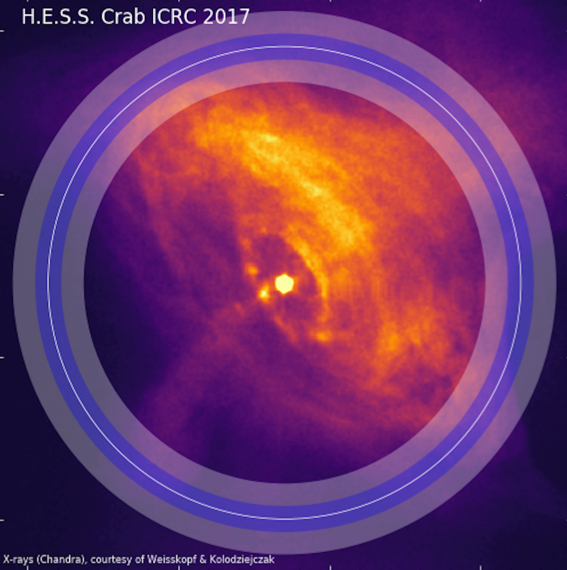 H.E.S.S. Crab ICRC 2017
X-rays (Chandra), courtesy of Weisskopf & Kolodziejczak